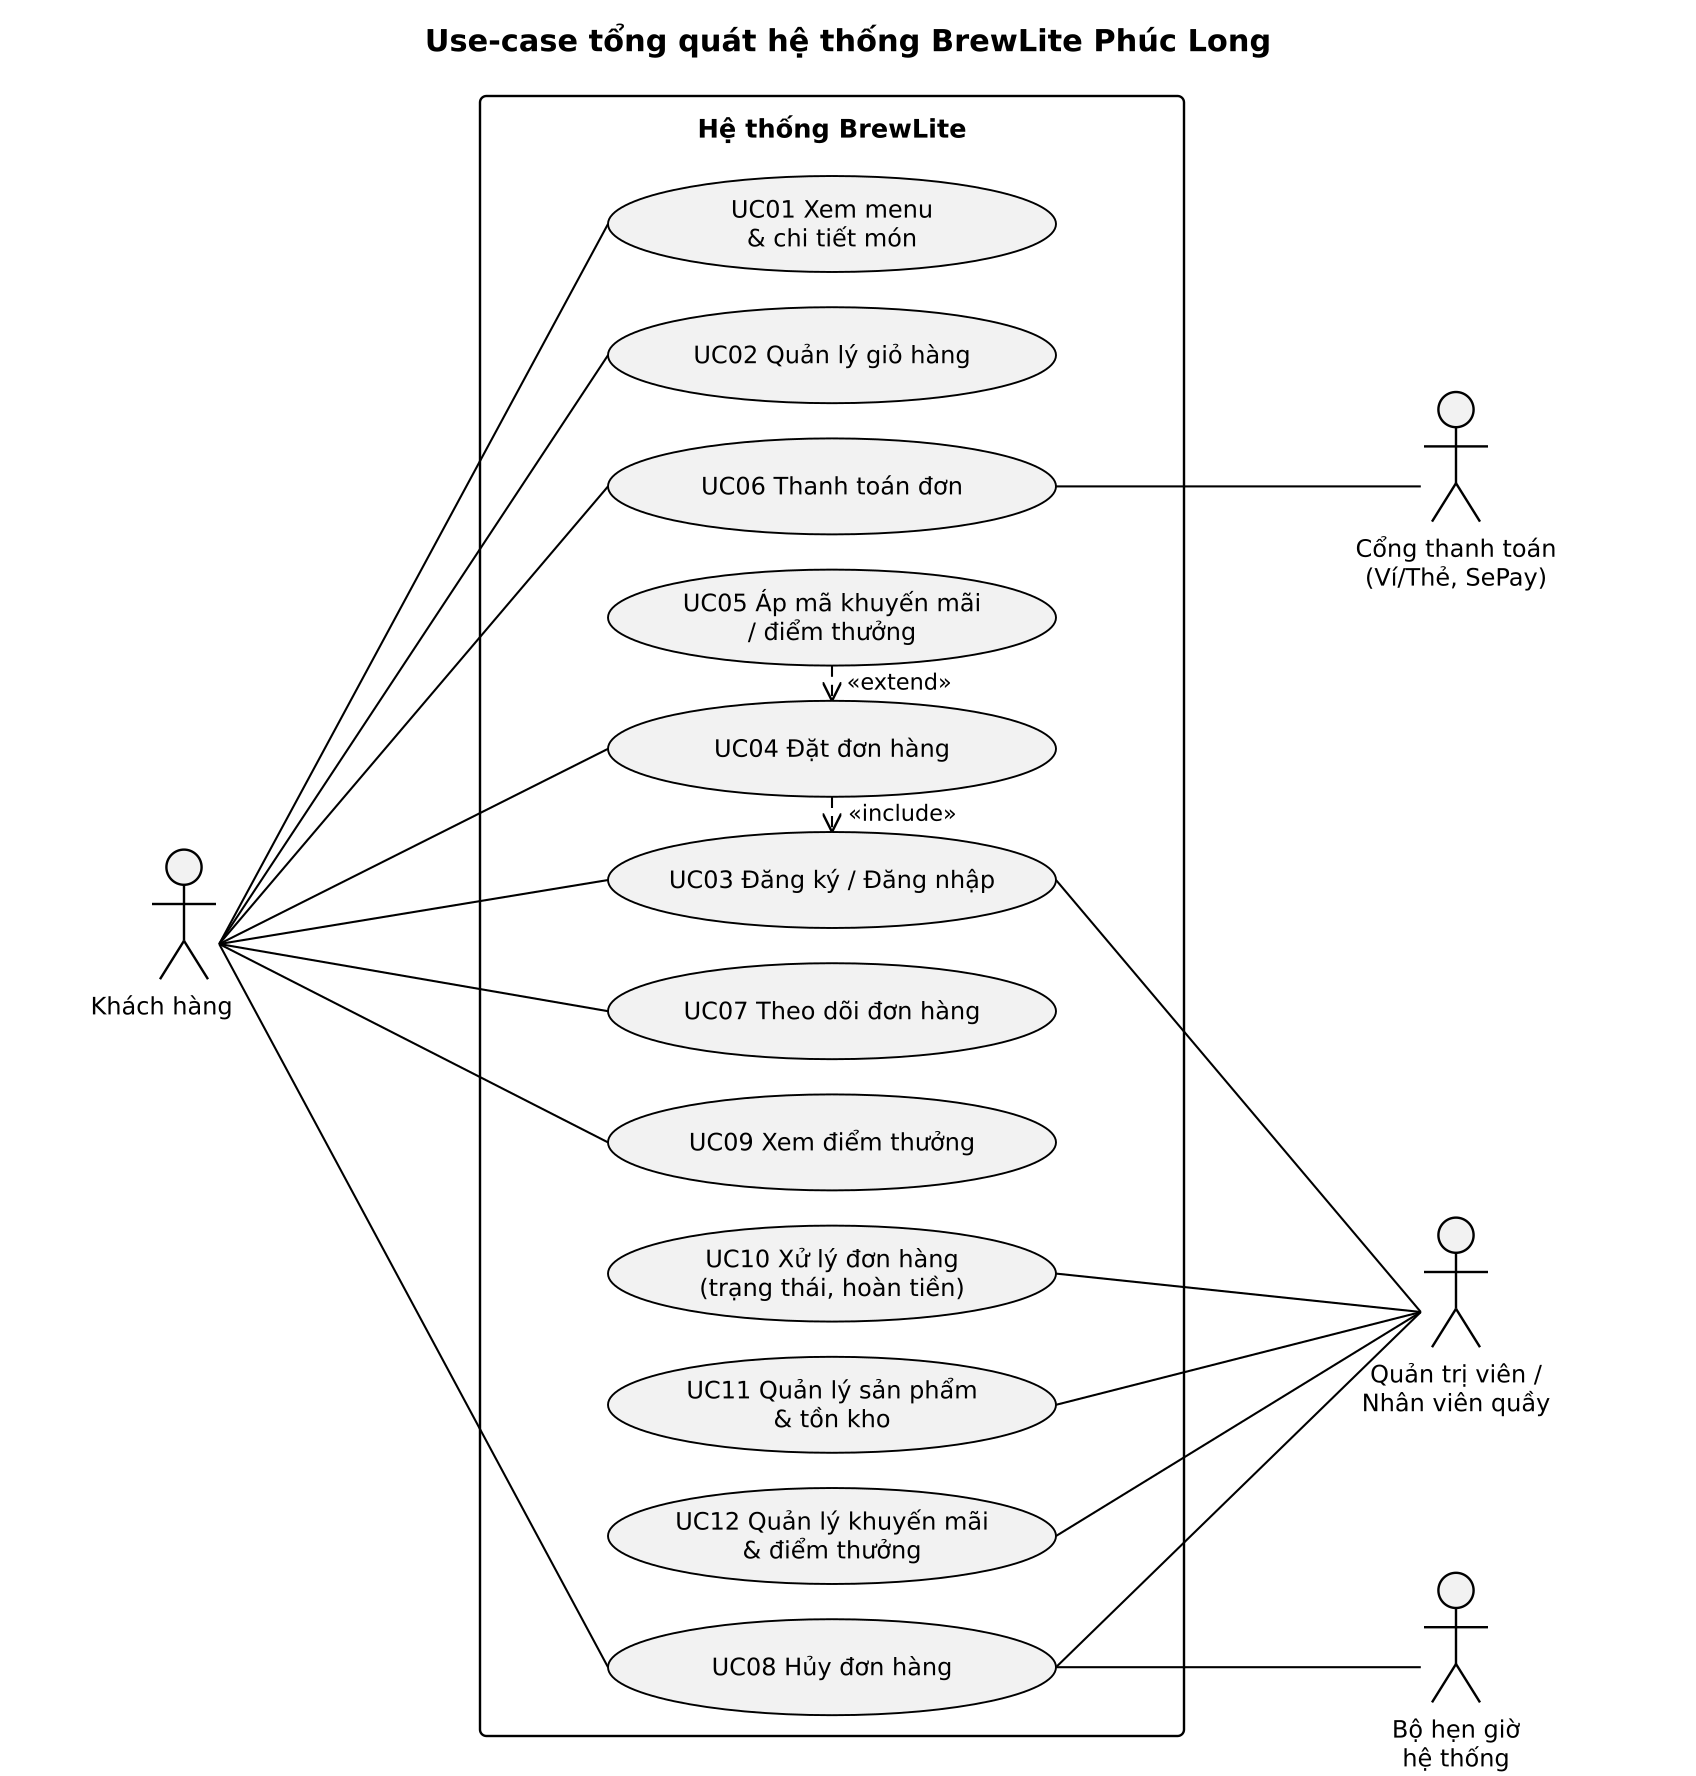 Use-case tổng quát hệ thống BrewLite Phúc Long
Hệ thống BrewLite
UC01 Xem menu
& chi tiết món
UC02 Quản lý giỏ hàng
UC06 Thanh toán đơn
Cổng thanh toán
(Ví/Thẻ, SePay)
UC05 Áp mã khuyến mãi
/ điểm thưởng
«extend»
UC04 Đặt đơn hàng
«include»
UC03 Đăng ký / Đăng nhập
Khách hàng
UC07 Theo dõi đơn hàng
UC09 Xem điểm thưởng
UC10 Xử lý đơn hàng
(trạng thái, hoàn tiền)
Quản trị viên /
Nhân viên quầy
UC11 Quản lý sản phẩm
& tồn kho
UC12 Quản lý khuyến mãi
& điểm thưởng
UC08 Hủy đơn hàng
Bộ hẹn giờ
hệ thống